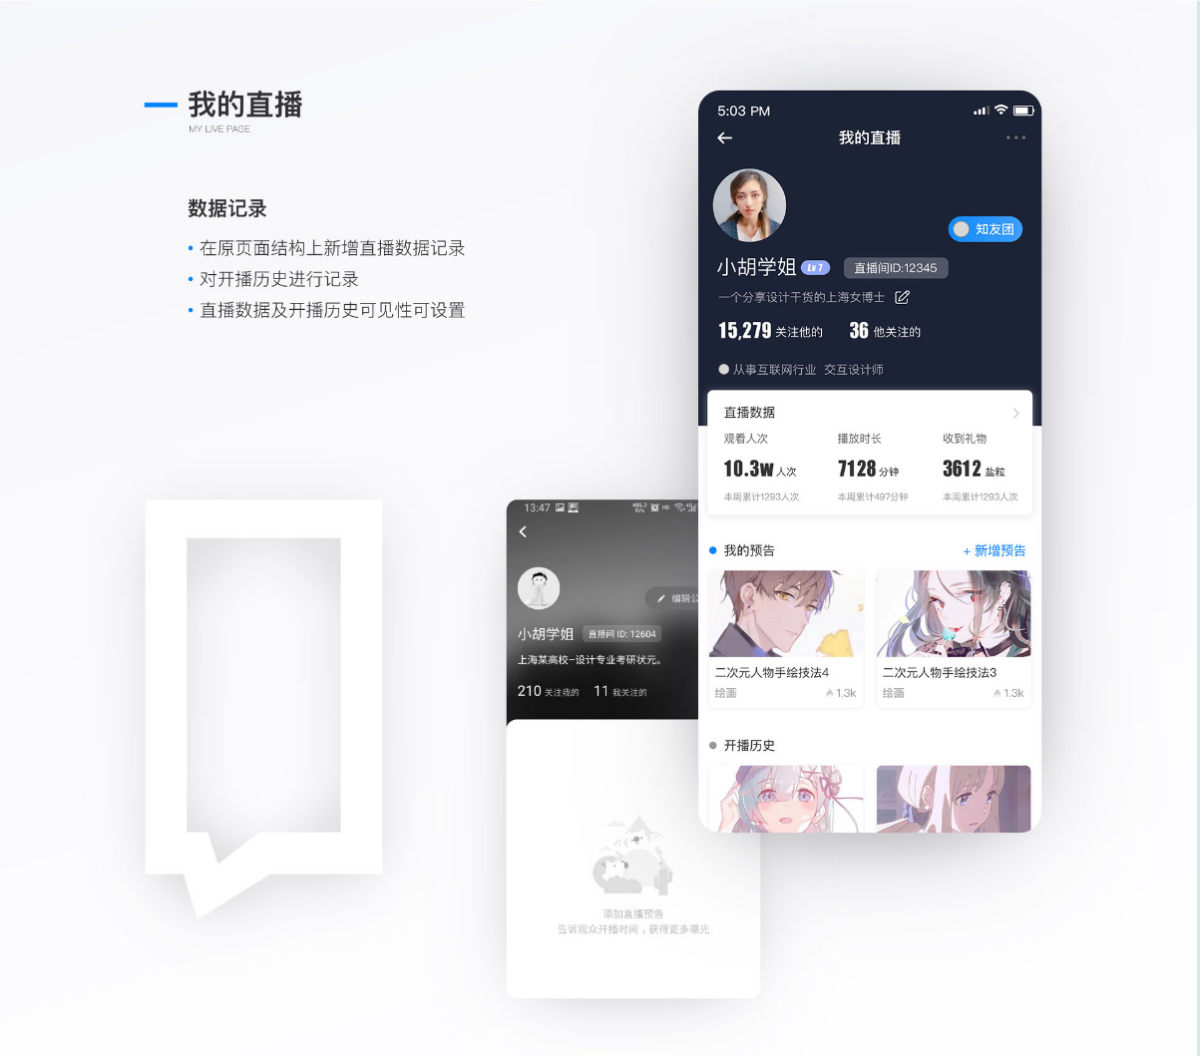 我的直播
MY LIVE PAGE
数据记录
• 在原页面结构上新增直播数据记录
• 对开播历史进行记录
• 直播数据及开播历史可见性可设置
5:03 PM
我的直播
知友团
小胡学姐 Lv 7 直播间ID:12345
一个分享设计干货的上海女博士
15,279 关注他的 36 他关注的
从事互联网行业 交互设计师
直播数据
观看人次 播放时长 收到礼物
10.3w 人次 7128 分钟 3612 盐粒
本周累计1293人次 本周累计497分钟 本周累计1293人次
我的预告 + 新增预告
二次元人物手绘技法4 二次元人物手绘技法3
绘画 1.3k 绘画 1.3k
开播历史
13:47
编辑公
小胡学姐 直播间 ID: 12604
上海某高校-设计专业考研状元。
210 关注我的 11 我关注的
添加直播预告
告诉观众开播时间，获得更多曝光